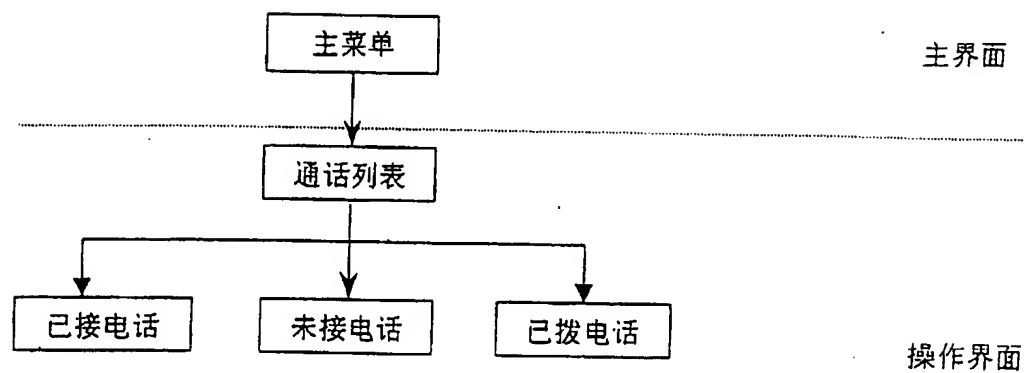 主菜单
主界面
通话列表
已接电话
未接电话
已拨电话
操作界面